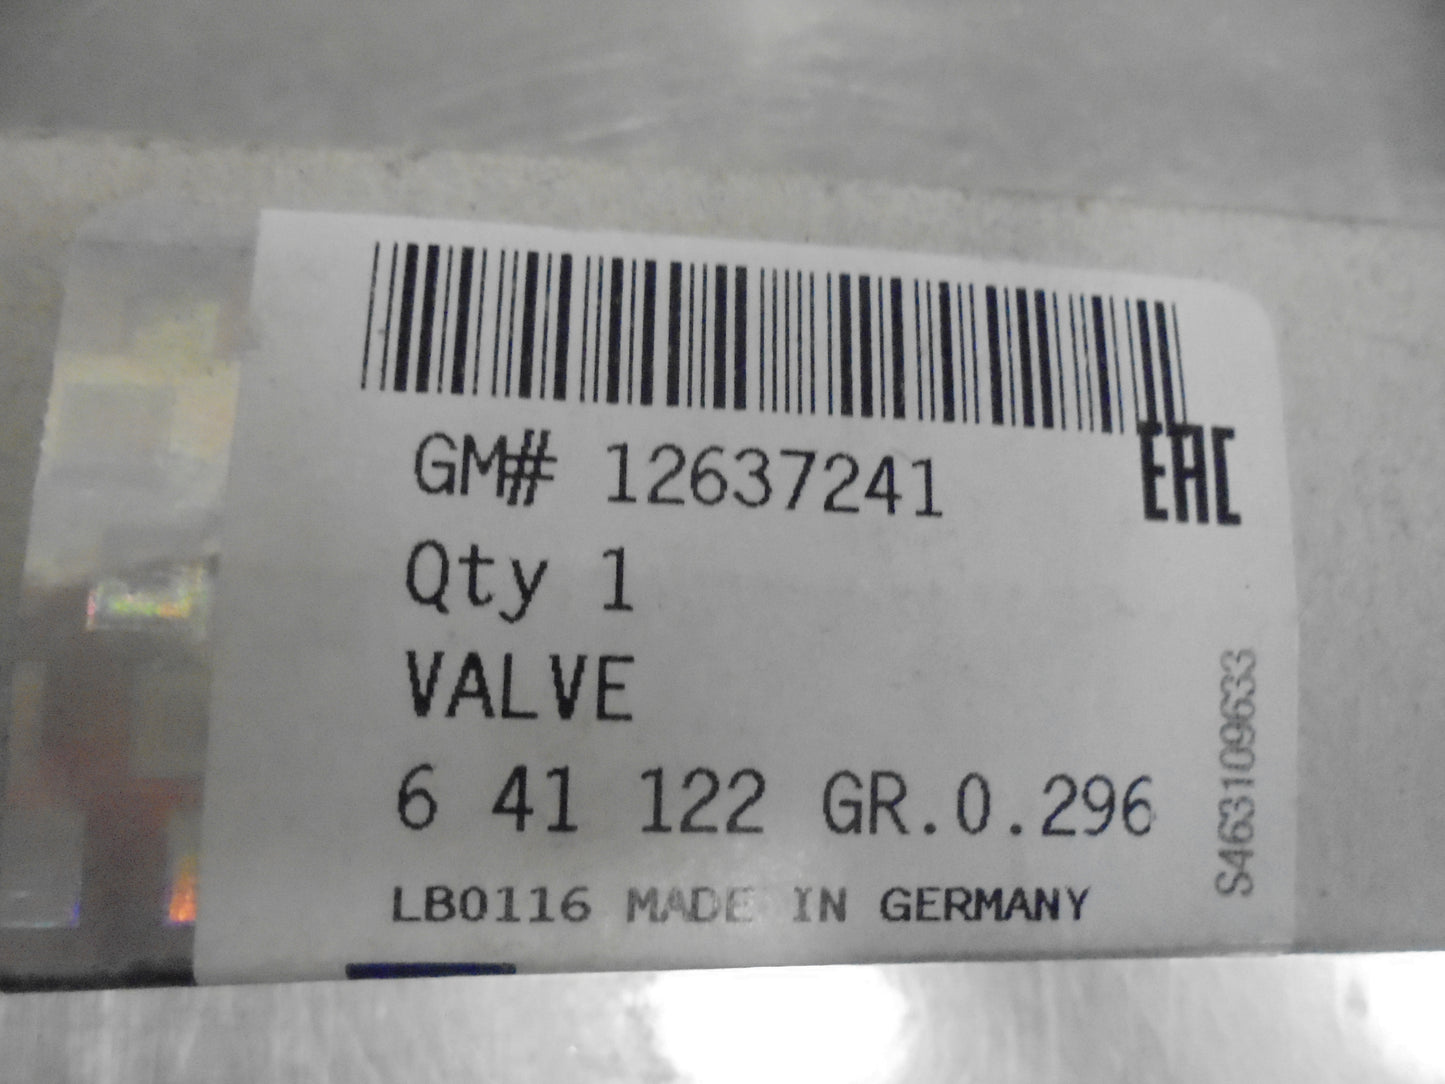 GM# 12637241
EAC
Qty 1
VALVE
6 41 122 GR.0.296
LB0116 MADE IN GERMANY
S463109633